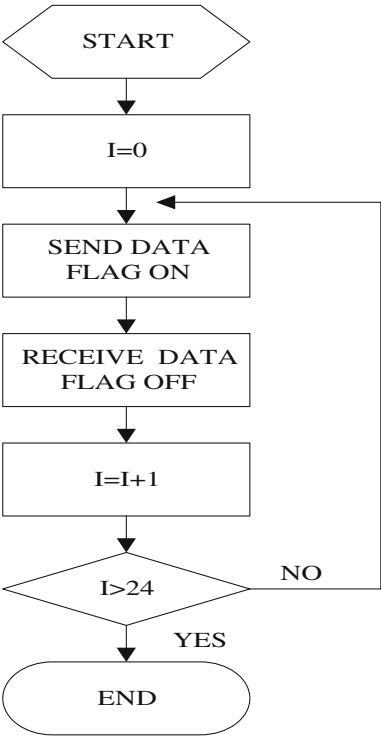 START
I=0
SEND DATA
FLAG ON
RECEIVE DATA
FLAG OFF
I=I+1
I>24
NO
YES
END